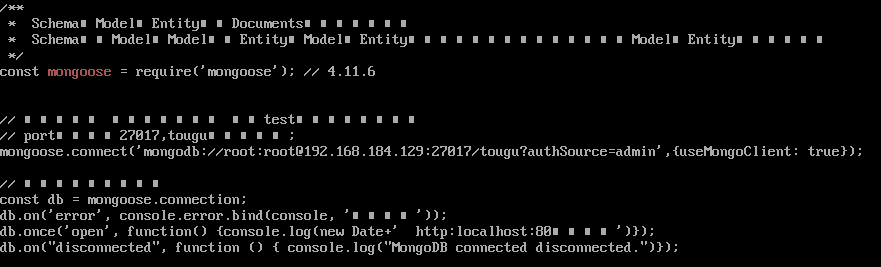 /**
 * Schema Model Entity Documents
 * Schema Model Model Entity Model Entity Model Entity
 */
const mongoose = require('mongoose'); // 4.11.6
// test
// port 27017,tougu ;
mongoose.connect('mongodb://root:root@192.168.184.129:27017/tougu?authSource=admin',{useMongoClient: true});
//
const db = mongoose.connection;
db.on('error', console.error.bind(console, ' '));
db.once('open', function() {console.log(new Date+'  http:localhost:80 ')});
db.on("disconnected", function () { console.log("MongoDB connected disconnected.")});